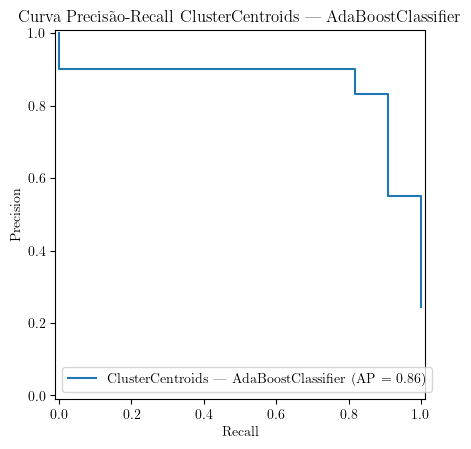 Curva Precisão-Recall ClusterCentroids — AdaBoostClassifier
1.0
0.8
0.6
0.4
0.2
0.0
Precision
ClusterCentroids — AdaBoostClassifier (AP = 0.86)
0.0 0.2 0.4 0.6 0.8 1.0
Recall